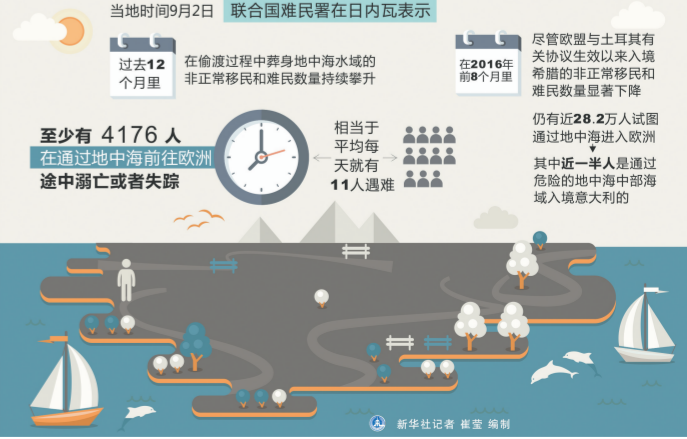 当地时间9月2日 联合国难民署在日内瓦表示
过去12
个月里
在偷渡过程中葬身地中海水域的
非正常移民和难民数量持续攀升
至少有 4176 人
在通过地中海前往欧洲
途中溺亡或者失踪
相当于
平均每
天就有
11人遇难
在2016年
前8个月里
尽管欧盟与土耳其有
关协议生效以来入境
希腊的非正常移民和
难民数量显著下降
仍有近28.2万人试图
通过地中海进入欧洲
其中近一半人是通过
危险的地中海中部海
域入境意大利的
新华社记者 崔莹 编制